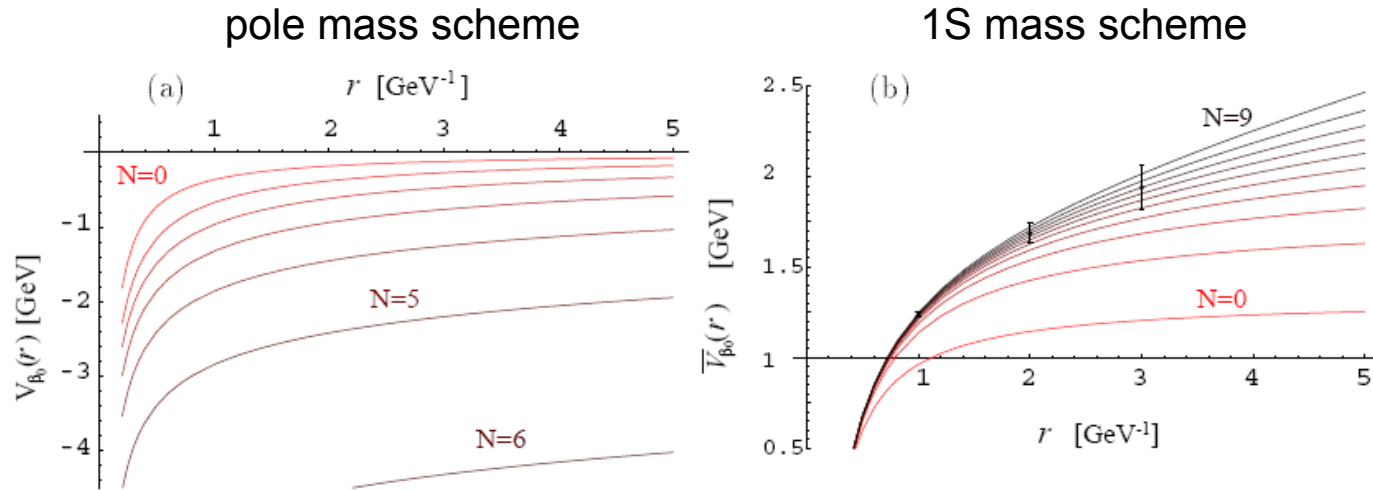 pole mass scheme
1S mass scheme
(a)
r [GeV⁻¹]
1 2 3 4 5
N=0
-1
-2
-3
-4
N=5
N=6
V_β₀(r) [GeV]
(b)
2.5
2
1.5
1
0.5
N=9
N=0
1 2 3 4 5
r [GeV⁻¹]
V̅_β₀(r) [GeV]